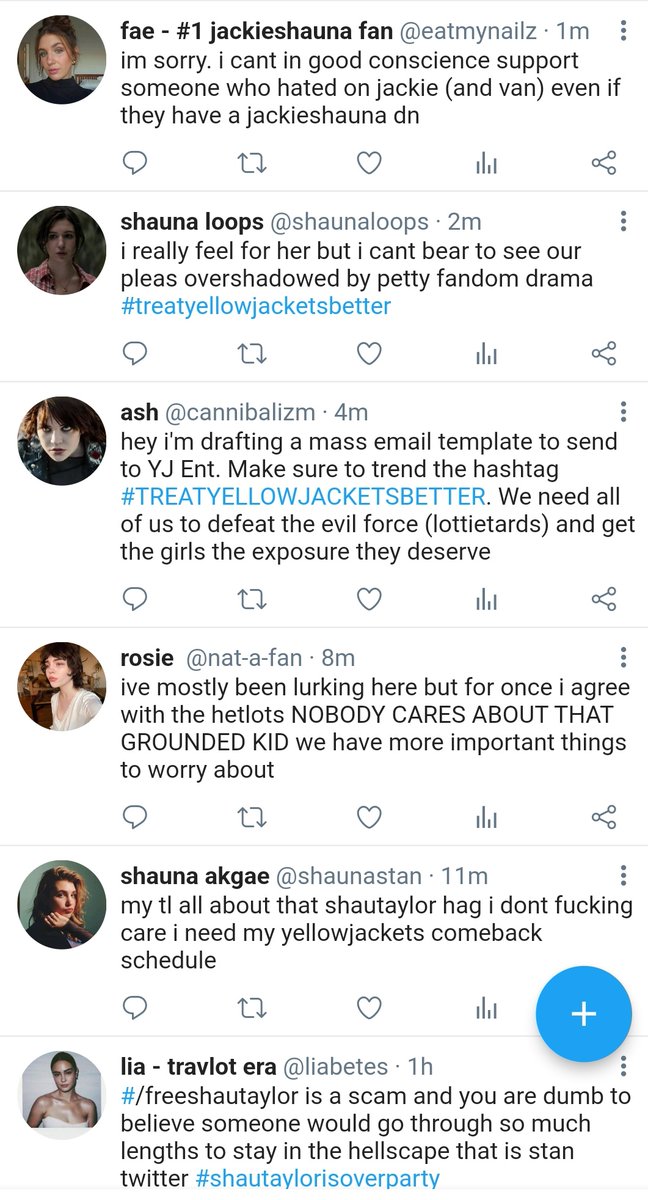 fae - #1 jackieshauna fan @eatmynailz · 1m
im sorry. i cant in good conscience support
someone who hated on jackie (and van) even if
they have a jackieshauna dn
shauna loops @shaunaloops · 2m
i really feel for her but i cant bear to see our
pleas overshadowed by petty fandom drama
#treatyellowjacketsbetter
ash @cannibalizm · 4m
hey i'm drafting a mass email template to send
to YJ Ent. Make sure to trend the hashtag
#TREATYELLOWJACKETSBETTER. We need all
of us to defeat the evil force (lottietards) and get
the girls the exposure they deserve
rosie @nat-a-fan · 8m
ive mostly been lurking here but for once i agree
with the hetlots NOBODY CARES ABOUT THAT
GROUNDED KID we have more important things
to worry about
shauna akgae @shaunastan · 11m
my tl all about that shautaylor hag i dont fucking
care i need my yellowjackets comeback
schedule
lia - travlot era @liabetes · 1h
#/freeshautaylor is a scam and you are dumb to
believe someone would go through so much
lengths to stay in the hellscape that is stan
twitter #shautaylorisoverparty